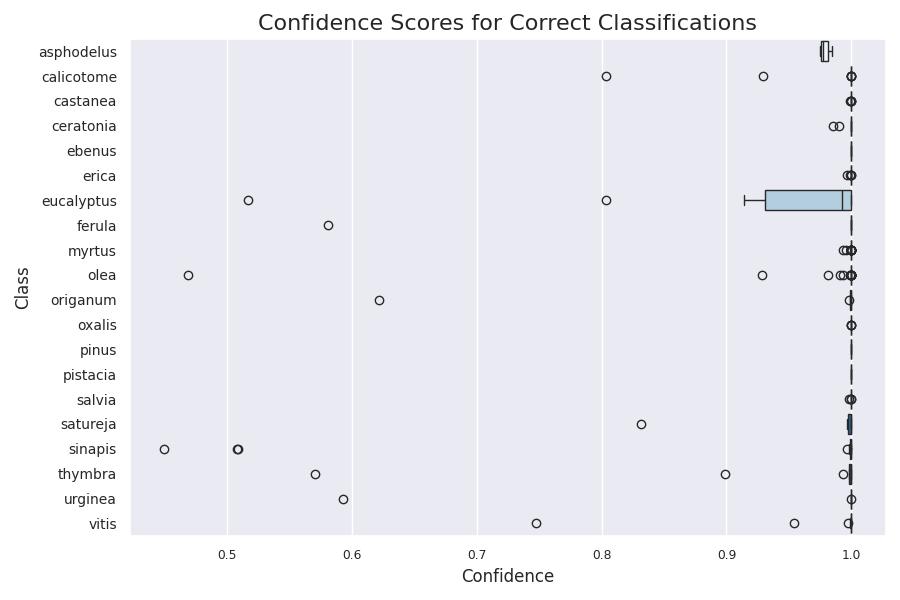 Confidence Scores for Correct Classifications
asphodelus
calicotome
castanea
ceratonia
ebenus
erica
eucalyptus
ferula
myrtus
olea
origanum
oxalis
pinus
pistacia
salvia
satureja
sinapis
thymbra
urginea
vitis
Class
0.5 0.6 0.7 0.8 0.9 1.0
Confidence